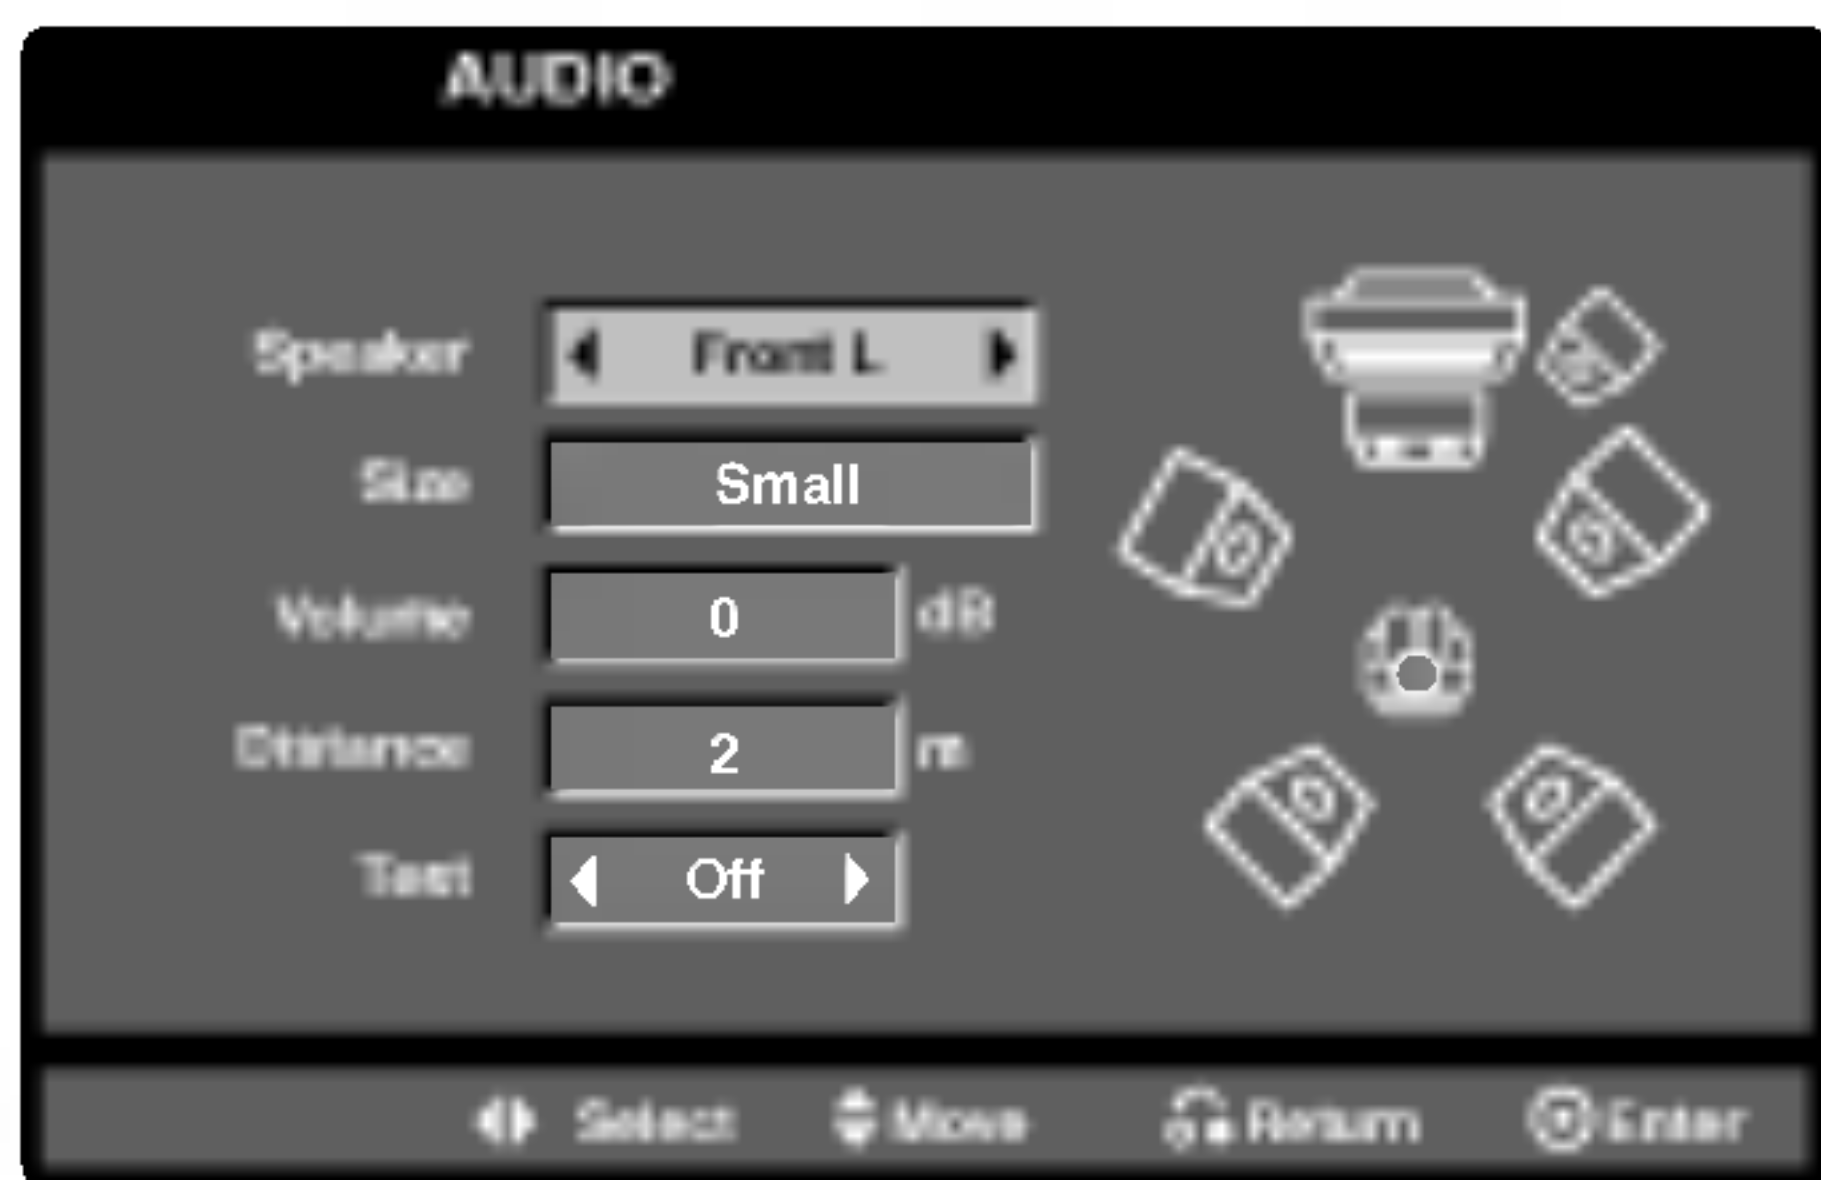 AUDIO
Speaker Front L
Size Small
Volume 0 dB
Distance 2 m
Test Off
Select Move Return Enter